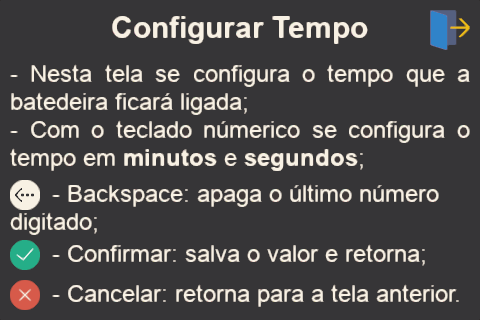 Configurar Tempo
- Nesta tela se configura o tempo que a
batedeira ficará ligada;
- Com o teclado númerico se configura o
tempo em minutos e segundos;
- Backspace: apaga o último número
digitado;
- Confirmar: salva o valor e retorna;
- Cancelar: retorna para a tela anterior.